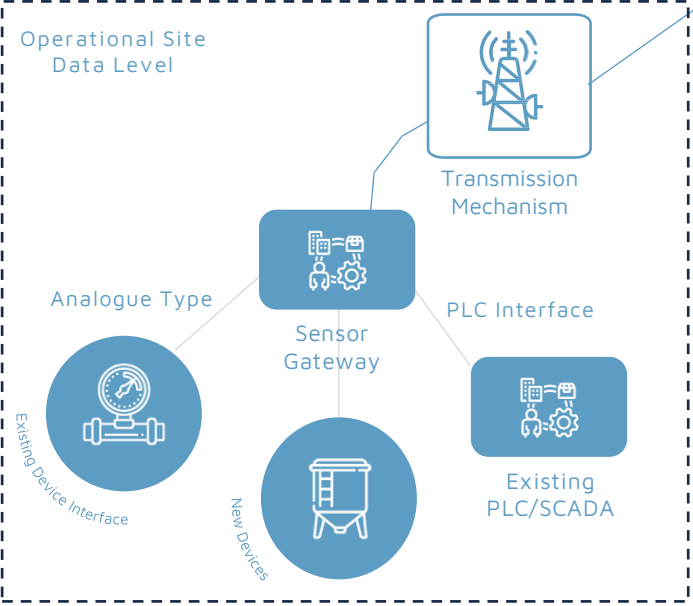 Operational Site
Data Level
Transmission
Mechanism
Analogue Type
PLC Interface
Sensor
Gateway
Existing Device Interface
Existing
PLC/SCADA
New Devices